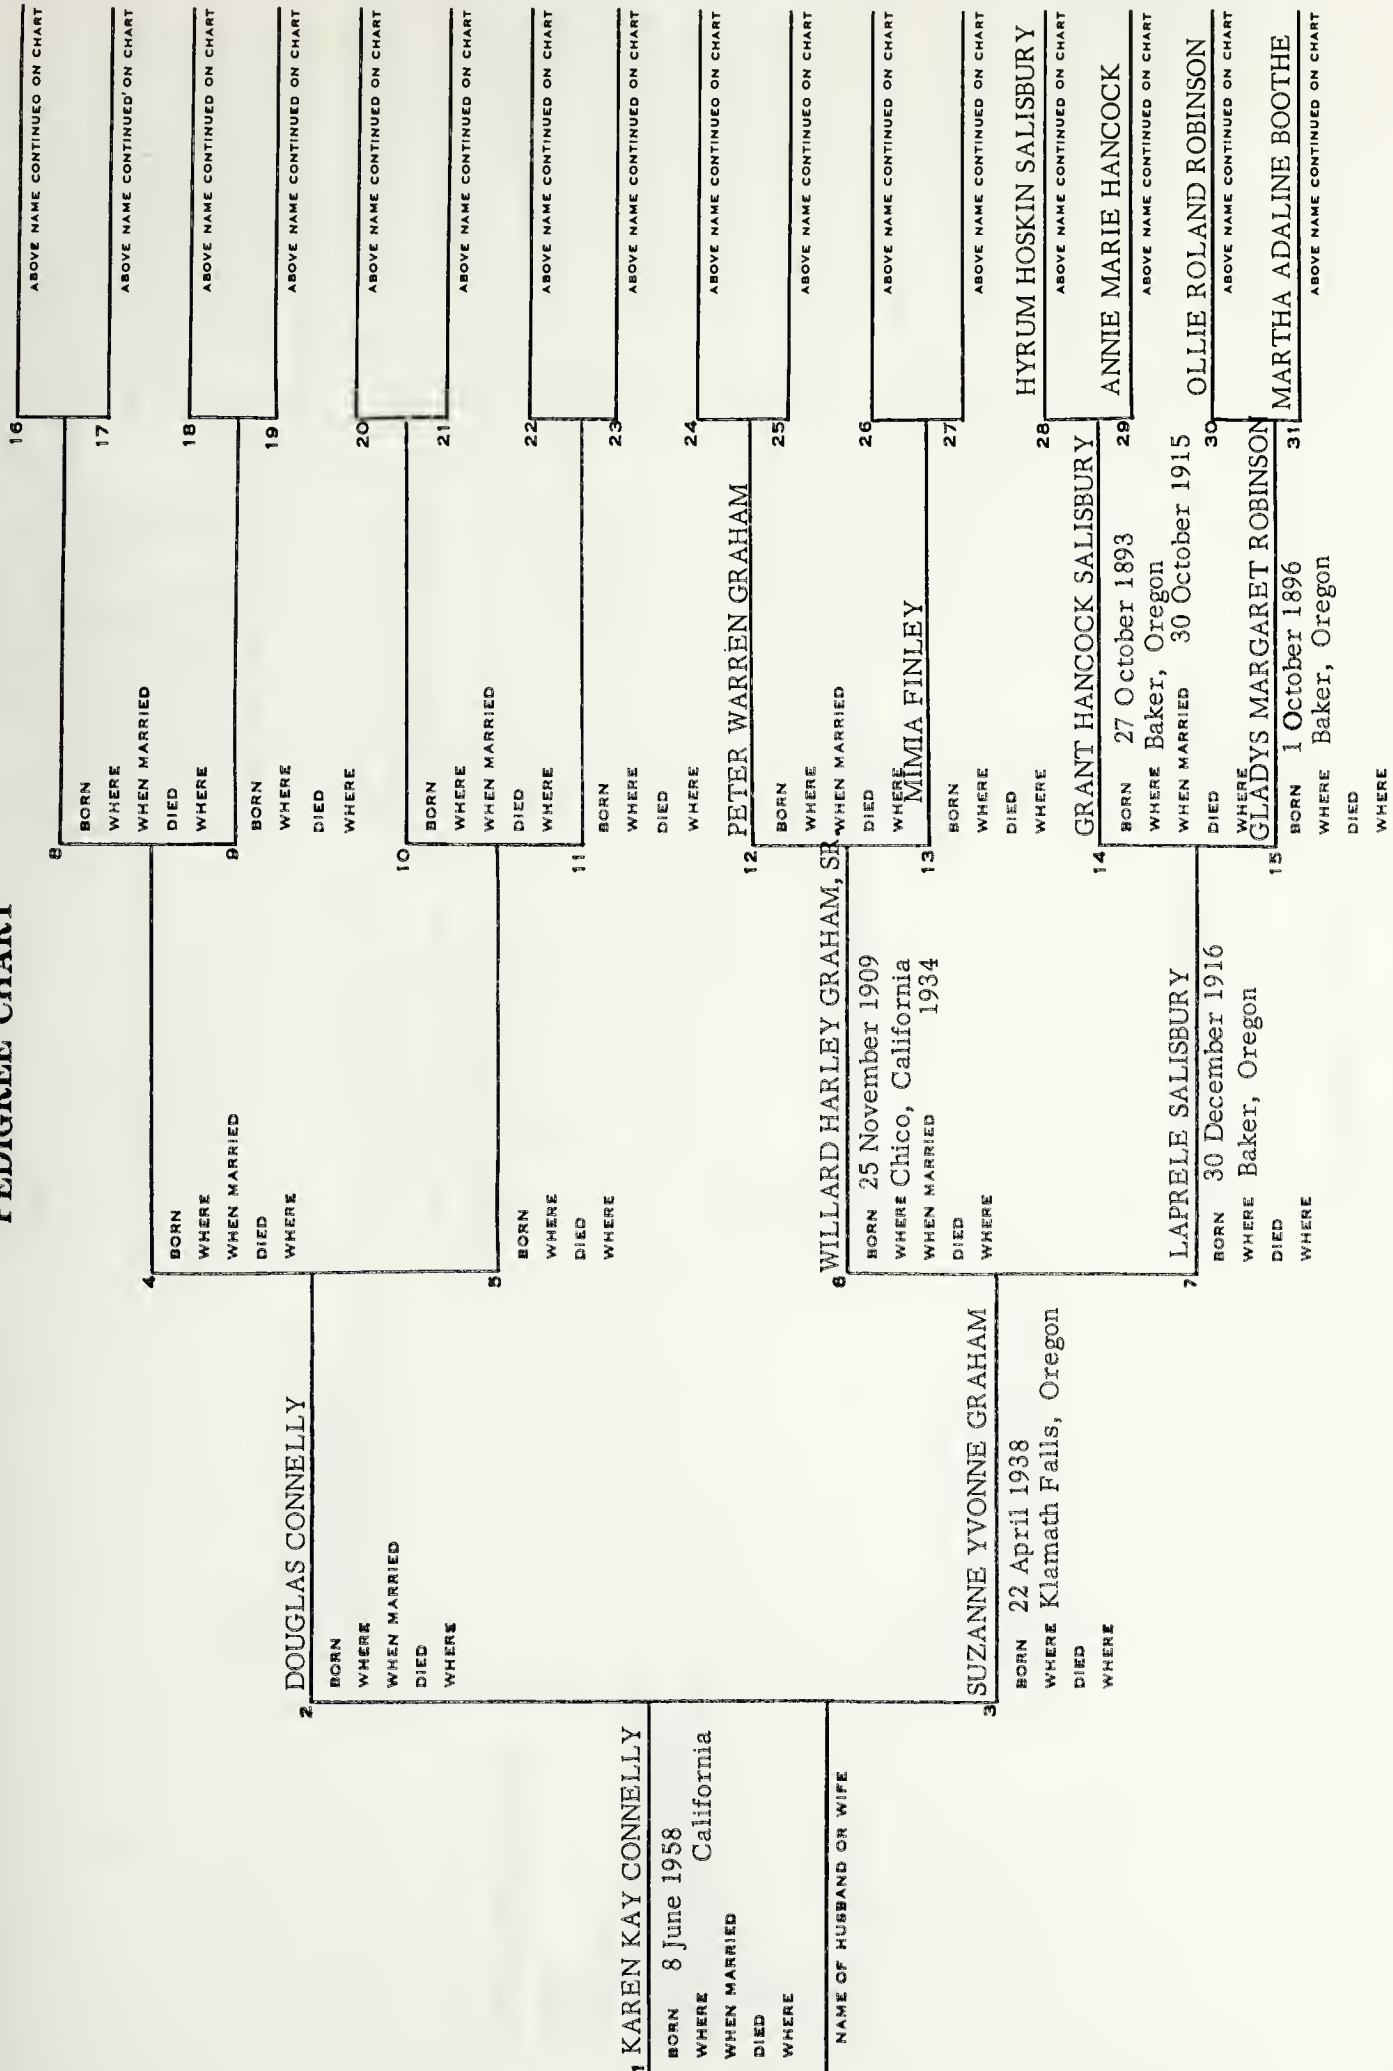 PEDIGREE CHART
1 KAREN KAY CONNELLY
BORN 8 June 1958
WHERE California
WHEN MARRIED
DIED
WHERE
NAME OF HUSBAND OR WIFE
2 DOUGLAS CONNELLY
BORN
WHERE
WHEN MARRIED
DIED
WHERE
3 SUZANNE YVONNE GRAHAM
BORN 22 April 1938
WHERE Klamath Falls, Oregon
DIED
WHERE
4
BORN
WHERE
WHEN MARRIED
DIED
WHERE
5
BORN
WHERE
DIED
WHERE
6 WILLARD HARLEY GRAHAM, SR.
BORN 25 November 1909
WHERE Chico, California
WHEN MARRIED 1934
DIED
WHERE
7 LAPRELE SALISBURY
BORN 30 December 1916
WHERE Baker, Oregon
DIED
WHERE
8
BORN
WHERE
WHEN MARRIED
DIED
WHERE
9
BORN
WHERE
DIED
WHERE
10
BORN
WHERE
WHEN MARRIED
DIED
WHERE
11
BORN
WHERE
DIED
WHERE
12 PETER WARREN GRAHAM
BORN
WHERE
WHEN MARRIED
DIED
WHERE
13 MIMIA FINLEY
BORN
WHERE
DIED
WHERE
14 GRANT HANCOCK SALISBURY
BORN 27 October 1893
WHERE Baker, Oregon
WHEN MARRIED 30 October 1915
DIED
WHERE
15 GLADYS MARGARET ROBINSON
BORN 1 October 1896
WHERE Baker, Oregon
DIED
WHERE
16
ABOVE NAME CONTINUED ON CHART
17
ABOVE NAME CONTINUED ON CHART
18
ABOVE NAME CONTINUED ON CHART
19
ABOVE NAME CONTINUED ON CHART
20
ABOVE NAME CONTINUED ON CHART
21
ABOVE NAME CONTINUED ON CHART
22
ABOVE NAME CONTINUED ON CHART
23
ABOVE NAME CONTINUED ON CHART
24
ABOVE NAME CONTINUED ON CHART
25
ABOVE NAME CONTINUED ON CHART
26
ABOVE NAME CONTINUED ON CHART
27
ABOVE NAME CONTINUED ON CHART
28 HYRUM HOSKIN SALISBURY
ABOVE NAME CONTINUED ON CHART
29 ANNIE MARIE HANCOCK
ABOVE NAME CONTINUED ON CHART
30 OLLIE ROLAND ROBINSON
ABOVE NAME CONTINUED ON CHART
31 MARTHA ADALINE BOOTHE
ABOVE NAME CONTINUED ON CHART